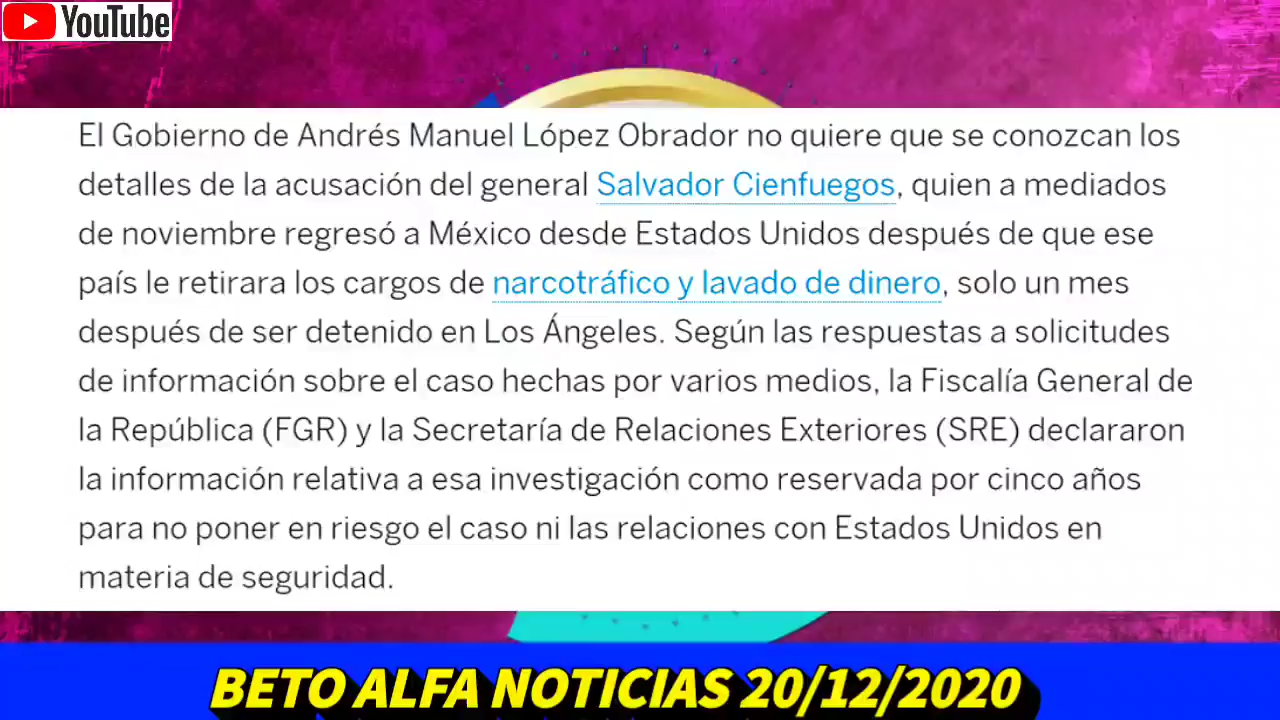 YouTube
El Gobierno de Andrés Manuel López Obrador no quiere que se conozcan los
detalles de la acusación del general Salvador Cienfuegos, quien a mediados
de noviembre regresó a México desde Estados Unidos después de que ese
país le retirara los cargos de narcotráfico y lavado de dinero, solo un mes
después de ser detenido en Los Ángeles. Según las respuestas a solicitudes
de información sobre el caso hechas por varios medios, la Fiscalía General de
la República (FGR) y la Secretaría de Relaciones Exteriores (SRE) declararon
la información relativa a esa investigación como reservada por cinco años
para no poner en riesgo el caso ni las relaciones con Estados Unidos en
materia de seguridad.
BETO ALFA NOTICIAS 20/12/2020